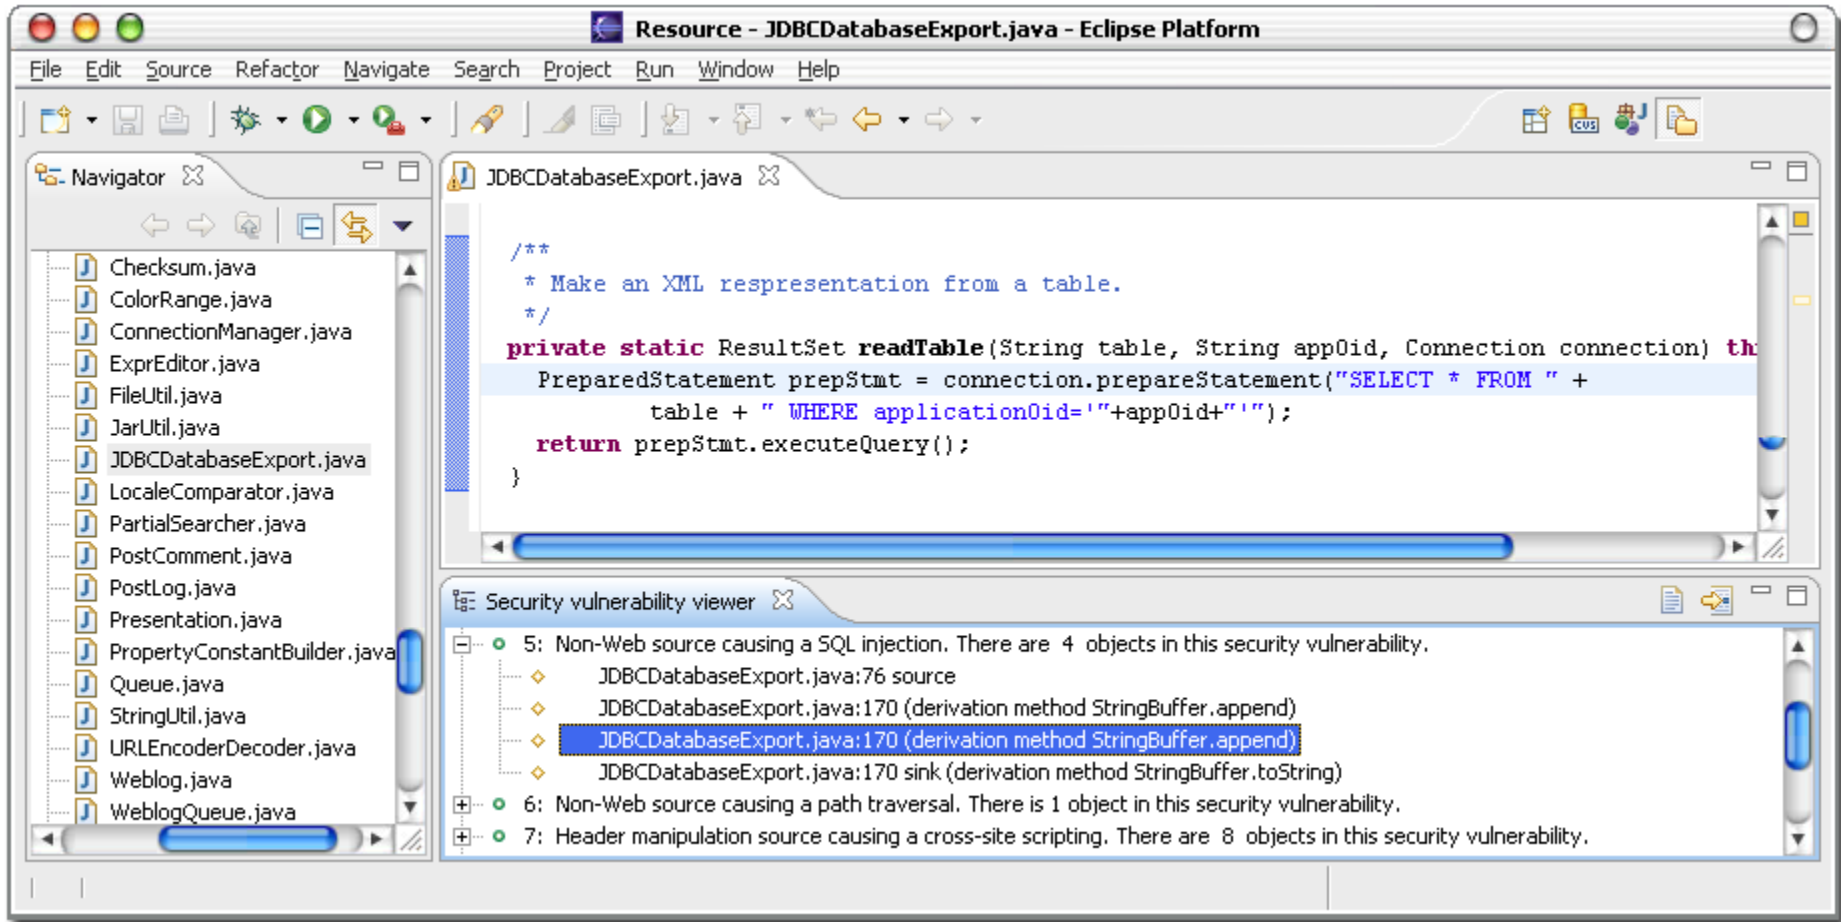 Resource - JDBCDatabaseExport.java - Eclipse Platform
File Edit Source Refactor Navigate Search Project Run Window Help
CVS
Navigator
Checksum.java
ColorRange.java
ConnectionManager.java
ExprEditor.java
FileUtil.java
JarUtil.java
JDBCDatabaseExport.java
LocaleComparator.java
PartialSearcher.java
PostComment.java
PostLog.java
Presentation.java
PropertyConstantBuilder.java
Queue.java
StringUtil.java
URLEncoderDecoder.java
Weblog.java
WeblogQueue.java
JDBCDatabaseExport.java
/**
* Make an XML respresentation from a table.
*/
private static ResultSet readTable(String table, String appOid, Connection connection) th
PreparedStatement prepStmt = connection.prepareStatement("SELECT * FROM " +
table + " WHERE applicationOid='"+appOid+"'");
return prepStmt.executeQuery();
}
Security vulnerability viewer
5: Non-Web source causing a SQL injection. There are 4 objects in this security vulnerability.
JDBCDatabaseExport.java:76 source
JDBCDatabaseExport.java:170 (derivation method StringBuffer.append)
JDBCDatabaseExport.java:170 (derivation method StringBuffer.append)
JDBCDatabaseExport.java:170 sink (derivation method StringBuffer.toString)
6: Non-Web source causing a path traversal. There is 1 object in this security vulnerability.
7: Header manipulation source causing a cross-site scripting. There are 8 objects in this security vulnerability.